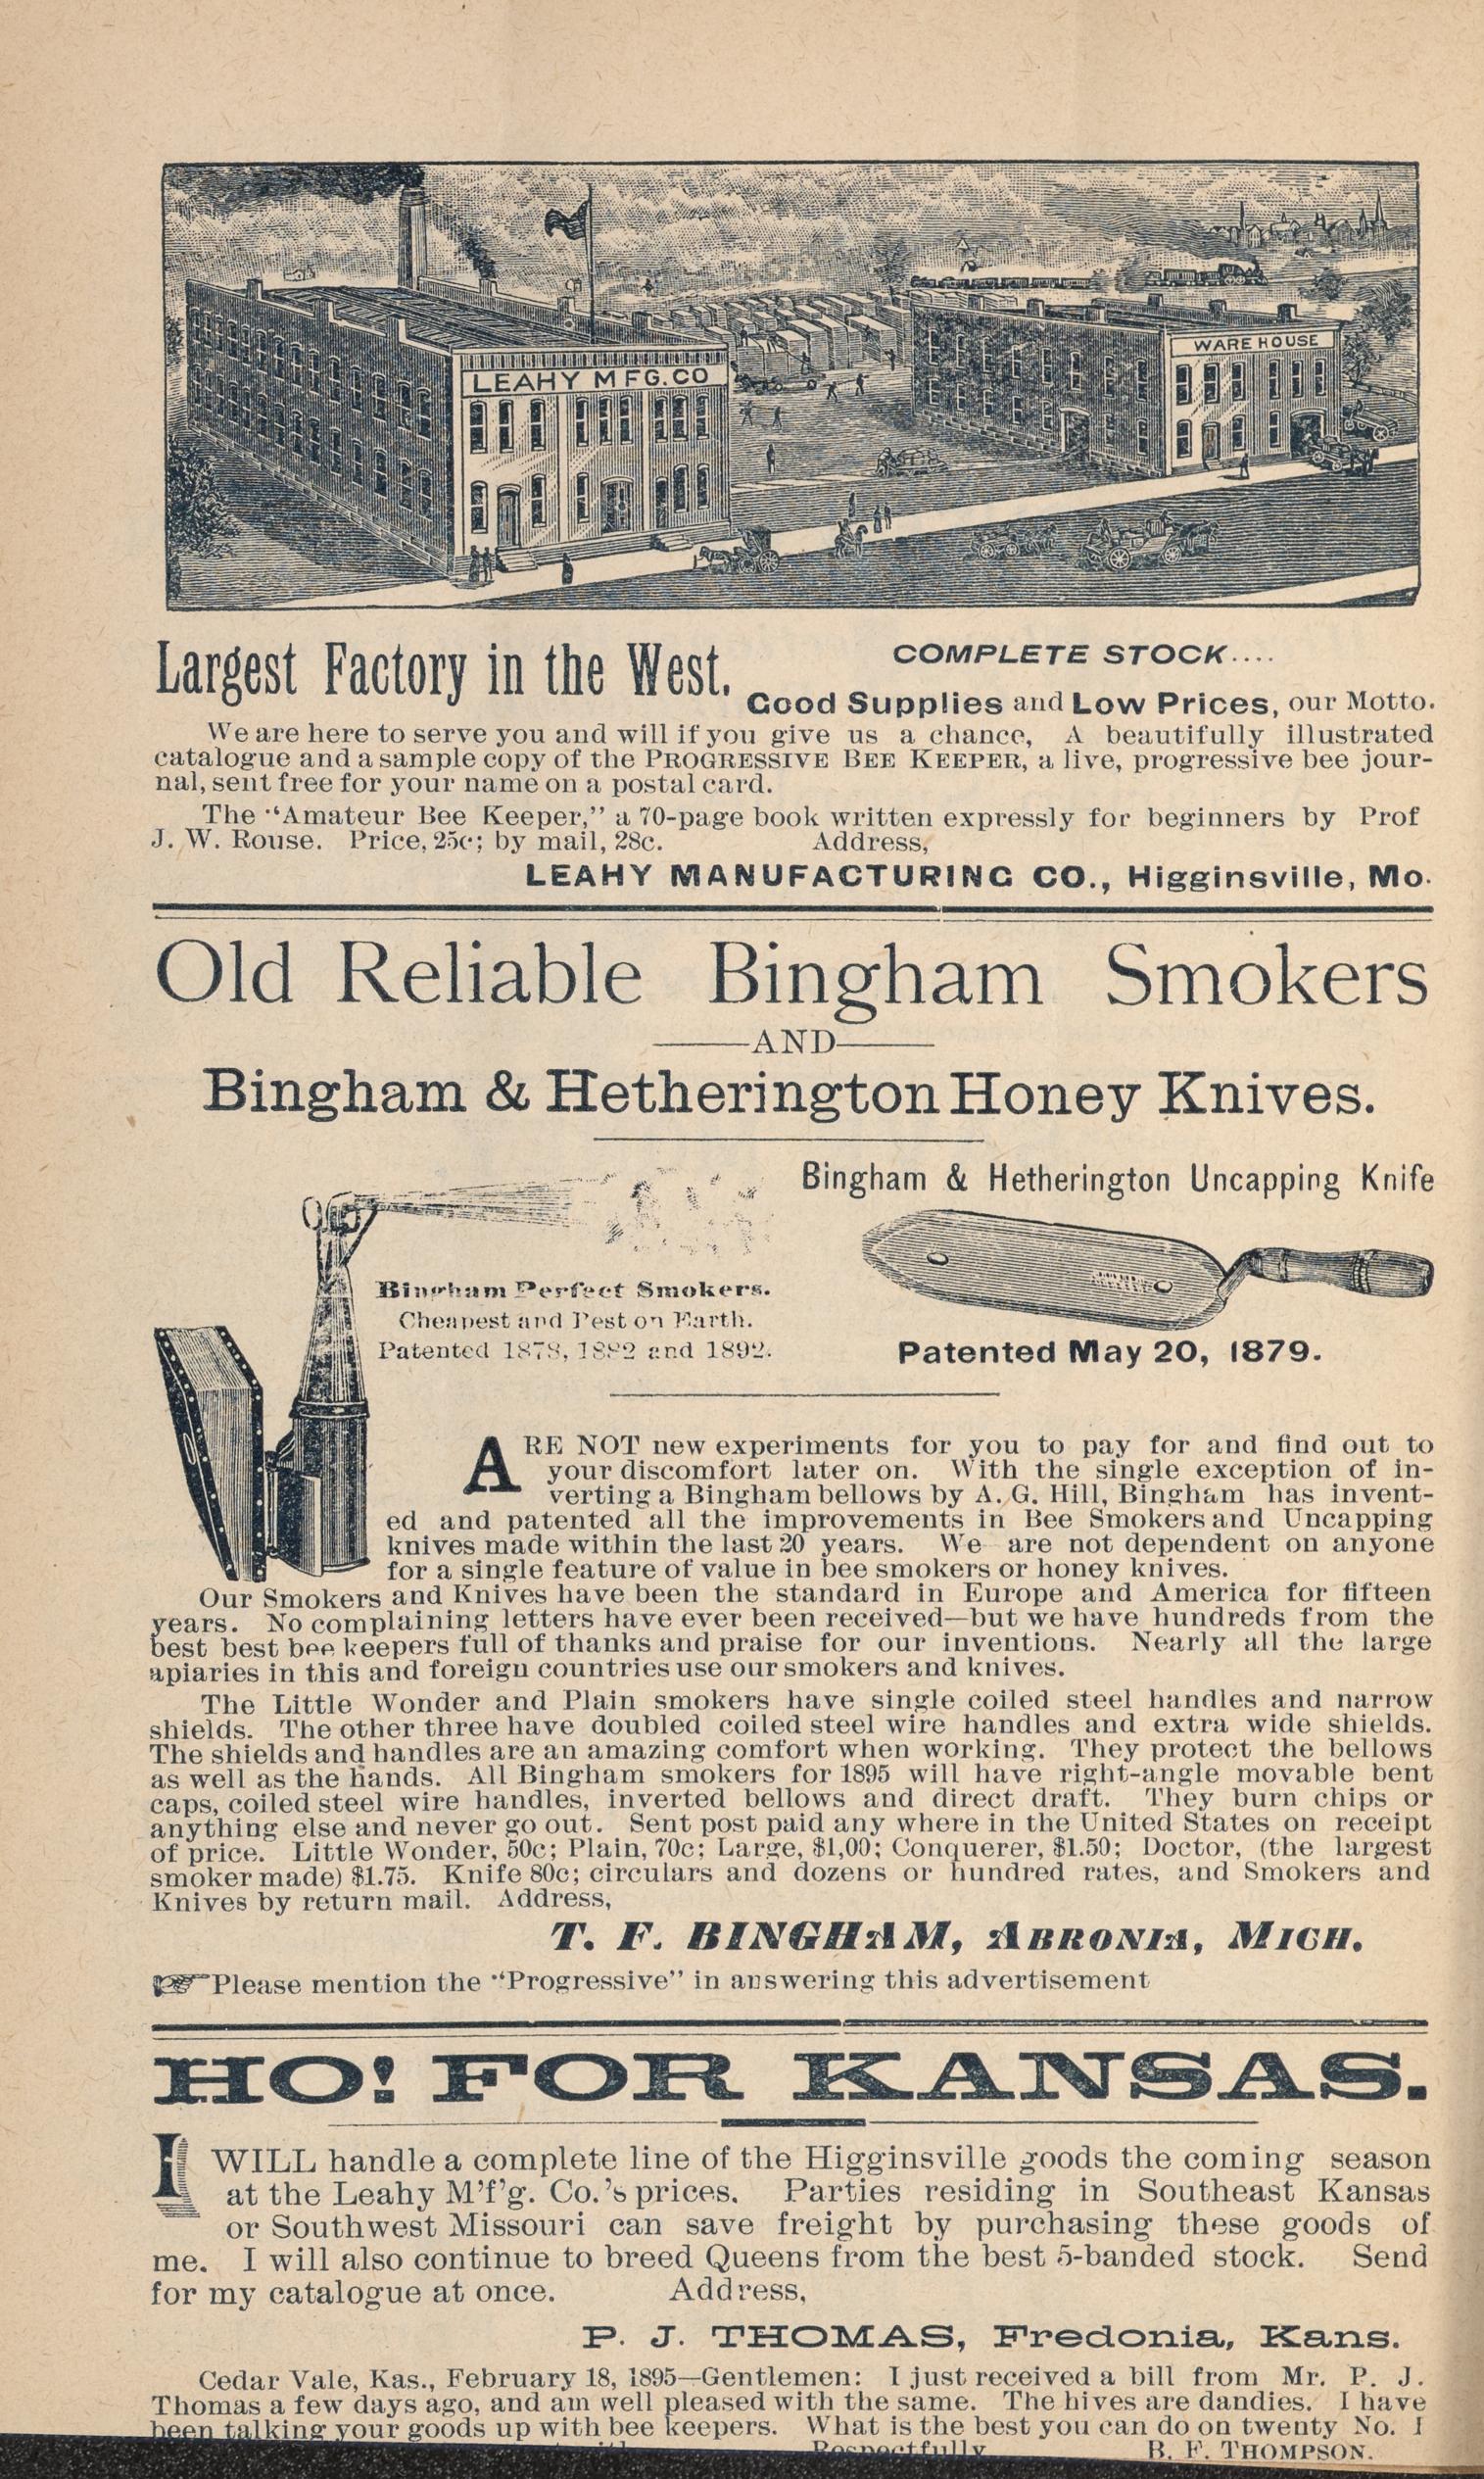 LEAHY MFG.CO
WARE HOUSE
Largest Factory in the West.
COMPLETE STOCK....
Good Supplies and Low Prices, our Motto.
We are here to serve you and will if you give us a chance, A beautifully illustrated
catalogue and a sample copy of the PROGRESSIVE BEE KEEPER, a live, progressive bee jour-
nal, sent free for your name on a postal card.
The "Amateur Bee Keeper," a 70-page book written expressly for beginners by Prof
J. W. Rouse. Price, 25c; by mail, 28c. Address,
LEAHY MANUFACTURING CO., Higginsville, Mo.
Old Reliable Bingham Smokers
AND
Bingham & Hetherington Honey Knives.
Bingham & Hetherington Uncapping Knife
Bingham Perfect Smokers.
Cheapest and Best on Earth.
Patented 1878, 1882 and 1892.
Patented May 20, 1879.
ARE NOT new experiments for you to pay for and find out to
your discomfort later on. With the single exception of in-
verting a Bingham bellows by A. G. Hill, Bingham has invent-
ed and patented all the improvements in Bee Smokers and Uncapping
knives made within the last 20 years. We are not dependent on anyone
for a single feature of value in bee smokers or honey knives.
Our Smokers and Knives have been the standard in Europe and America for fifteen
years. No complaining letters have ever been received—but we have hundreds from the
best best bee keepers full of thanks and praise for our inventions. Nearly all the large
apiaries in this and foreign countries use our smokers and knives.
The Little Wonder and Plain smokers have single coiled steel handles and narrow
shields. The other three have doubled coiled steel wire handles and extra wide shields.
The shields and handles are an amazing comfort when working. They protect the bellows
as well as the hands. All Bingham smokers for 1895 will have right-angle movable bent
caps, coiled steel wire handles, inverted bellows and direct draft. They burn chips or
anything else and never go out. Sent post paid any where in the United States on receipt
of price. Little Wonder, 50c; Plain, 70c; Large, $1,00; Conquerer, $1.50; Doctor, (the largest
smoker made) $1.75. Knife 80c; circulars and dozens or hundred rates, and Smokers and
Knives by return mail. Address,
T. F. BINGHAM, ABRONIA, MICH.
☞Please mention the "Progressive" in answering this advertisement
HO! FOR KANSAS.
I WILL handle a complete line of the Higginsville goods the coming season
at the Leahy M'f'g. Co.'s prices. Parties residing in Southeast Kansas
or Southwest Missouri can save freight by purchasing these goods of
me. I will also continue to breed Queens from the best 5-banded stock. Send
for my catalogue at once. Address,
P. J. THOMAS, Fredonia, Kans.
Cedar Vale, Kas., February 18, 1895—Gentlemen: I just received a bill from Mr. P. J.
Thomas a few days ago, and am well pleased with the same. The hives are dandies. I have
been talking your goods up with bee keepers. What is the best you can do on twenty No. 1
Respectfully B. F. THOMPSON.